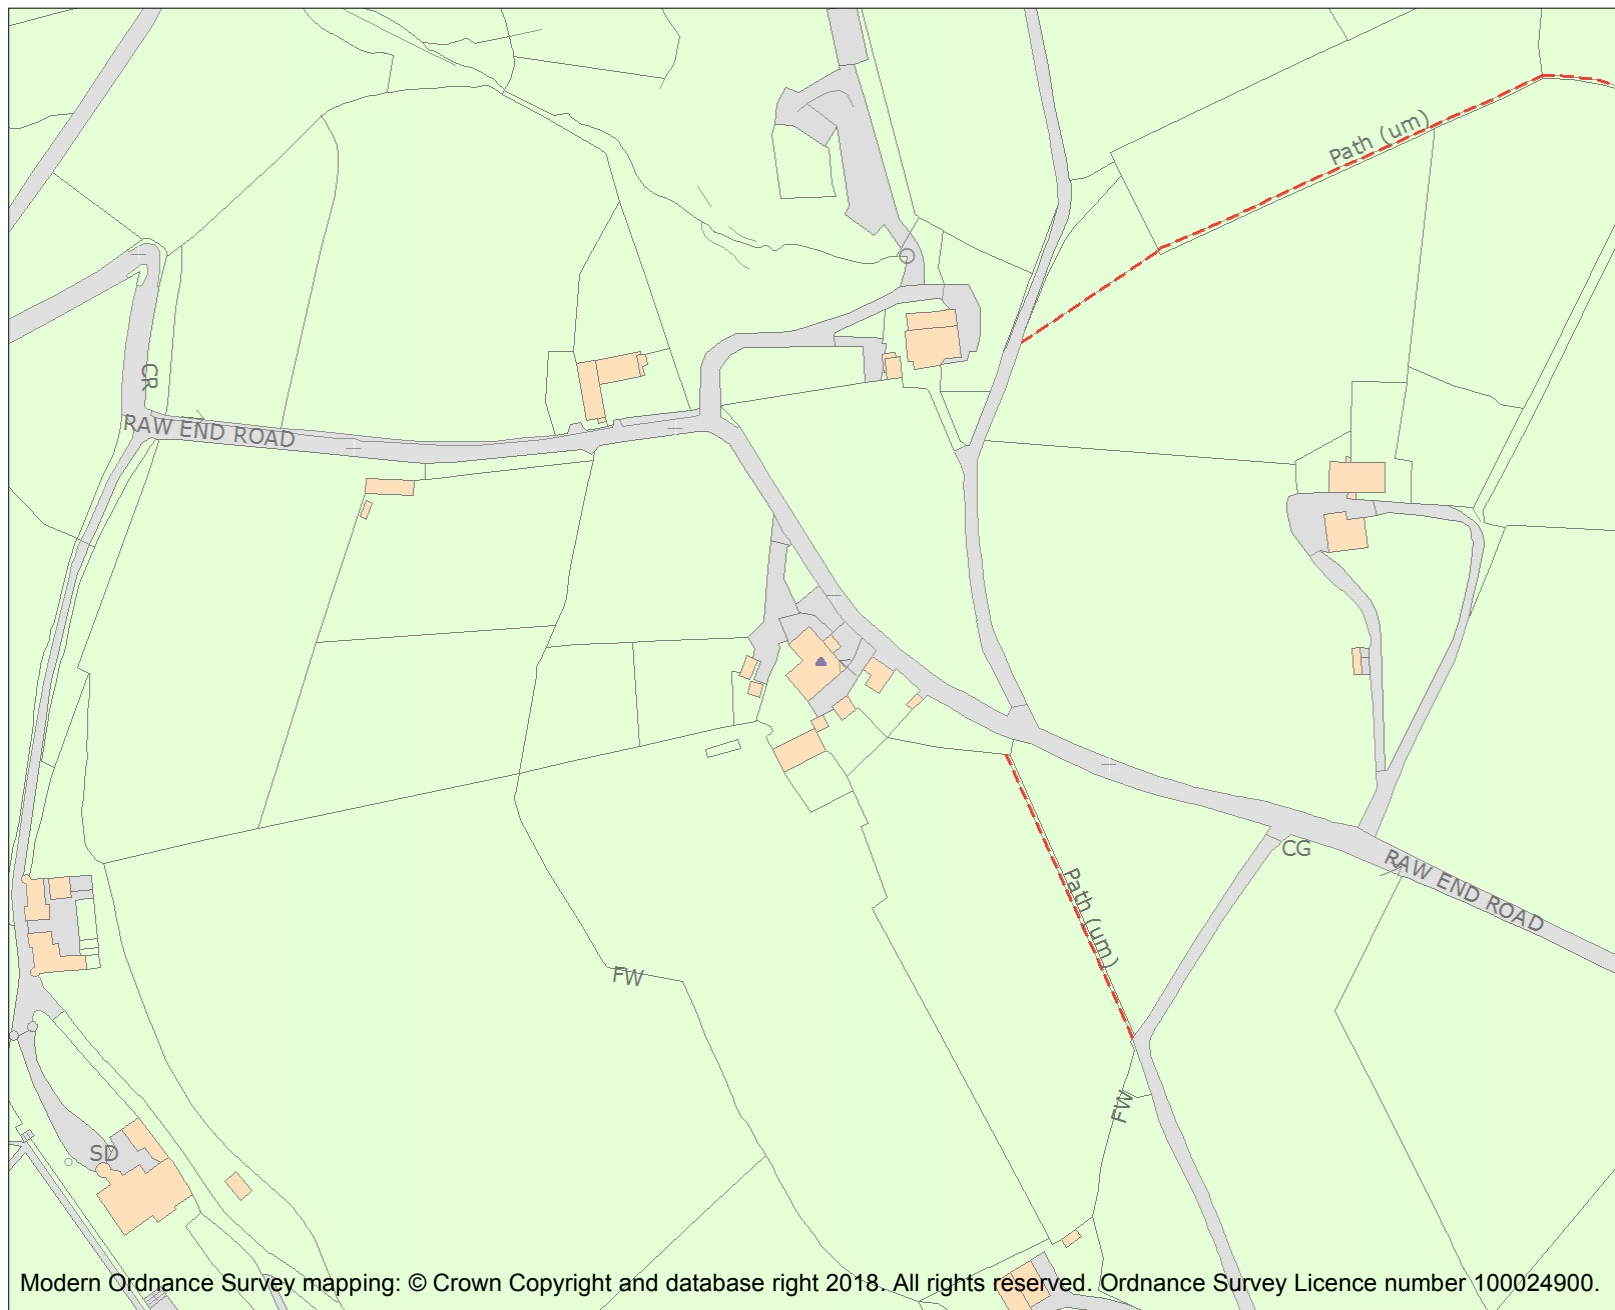 Path (um)
CR
RAW END ROAD
CG
RAW END ROAD
Path (um)
FW
FW
SD
Modern Ordnance Survey mapping: © Crown Copyright and database right 2018. All rights reserved. Ordnance Survey Licence number 100024900.